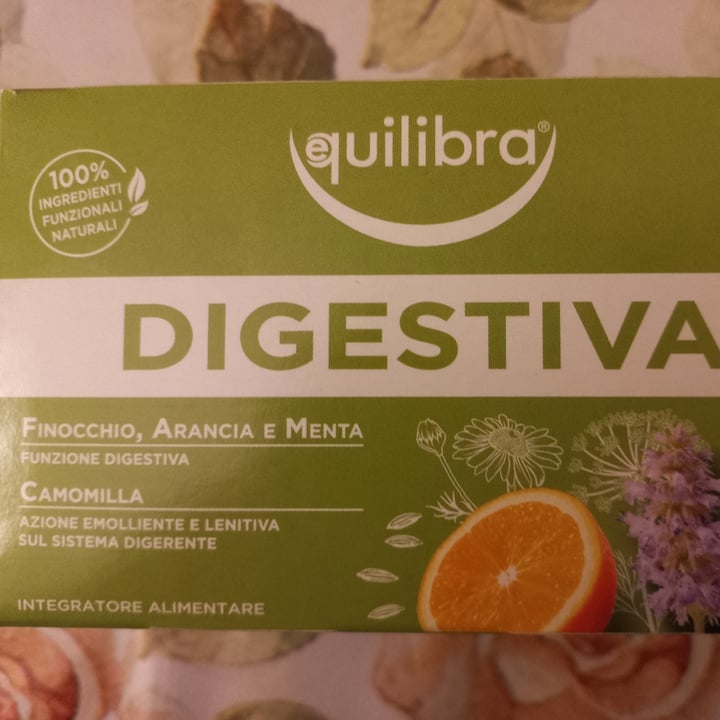 equilibra®
100%
INGREDIENTI
FUNZIONALI
NATURALI
DIGESTIVA
FINOCCHIO, ARANCIA E MENTA
FUNZIONE DIGESTIVA
CAMOMILLA
AZIONE EMOLLIENTE E LENITIVA
SUL SISTEMA DIGERENTE
INTEGRATORE ALIMENTARE